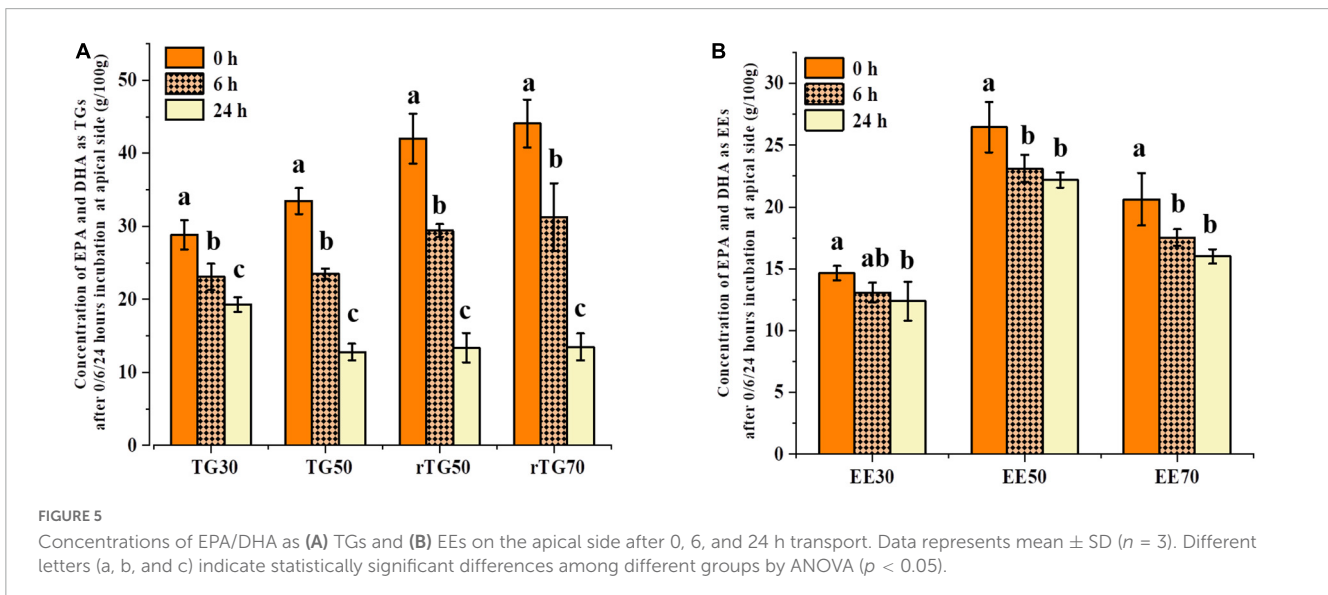 A
0 h
6 h
24 h
Concentration of EPA and DHA as TGs
after 0/6/24 hours incubation at apical side (g/100g)
50
40
30
20
10
0
a
b
c
a
b
c
a
b
c
a
b
c
TG30
TG50
rTG50
rTG70
B
0 h
6 h
24 h
Concentration of EPA and DHA as EEs
after 0/6/24 hours incubation at apical side (g/100g)
30
25
20
15
10
5
0
a
ab
b
a
b
b
a
b
b
EE30
EE50
EE70
FIGURE 5
Concentrations of EPA/DHA as (A) TGs and (B) EEs on the apical side after 0, 6, and 24 h transport. Data represents mean ± SD (n = 3). Different
letters (a, b, and c) indicate statistically significant differences among different groups by ANOVA (p < 0.05).